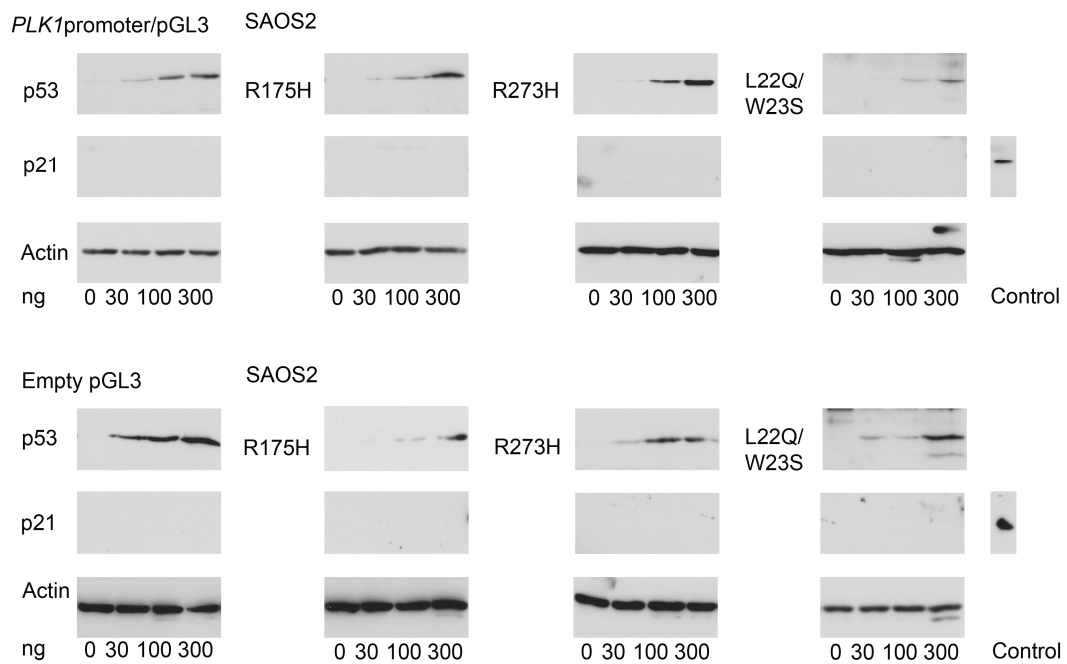 PLK1promoter/pGL3 SAOS2
p53 R175H R273H L22Q/
W23S
p21
Actin
ng 0 30 100 300 0 30 100 300 0 30 100 300 0 30 100 300 Control
Empty pGL3 SAOS2
p53 R175H R273H L22Q/
W23S
p21
Actin
ng 0 30 100 300 0 30 100 300 0 30 100 300 0 30 100 300 Control